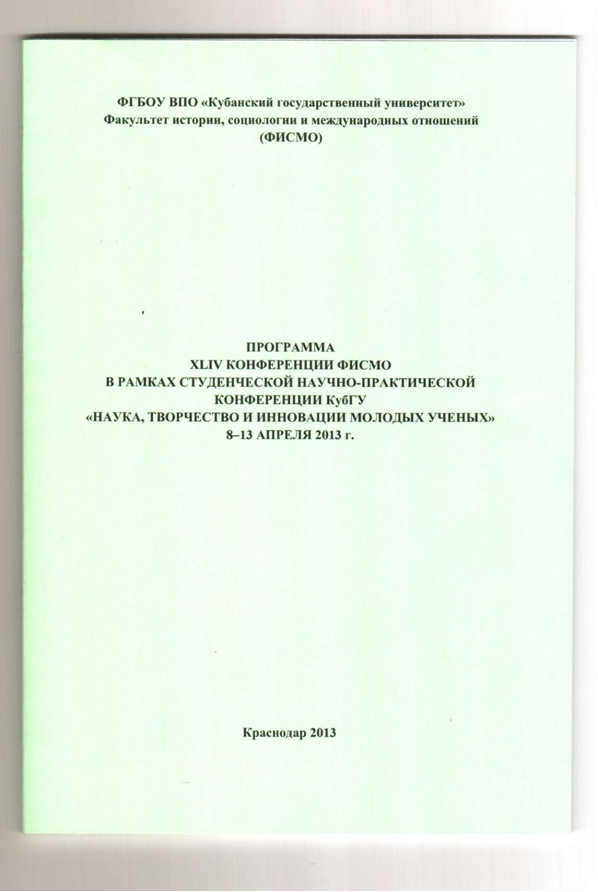 ФГБОУ ВПО «Кубанский государственный университет»
Факультет истории, социологии и международных отношений
(ФИСМО)
ПРОГРАММА
XLIV КОНФЕРЕНЦИИ ФИСМО
В РАМКАХ СТУДЕНЧЕСКОЙ НАУЧНО-ПРАКТИЧЕСКОЙ
КОНФЕРЕНЦИИ КубГУ
«НАУКА, ТВОРЧЕСТВО И ИННОВАЦИИ МОЛОДЫХ УЧЕНЫХ»
8–13 АПРЕЛЯ 2013 г.
Краснодар 2013